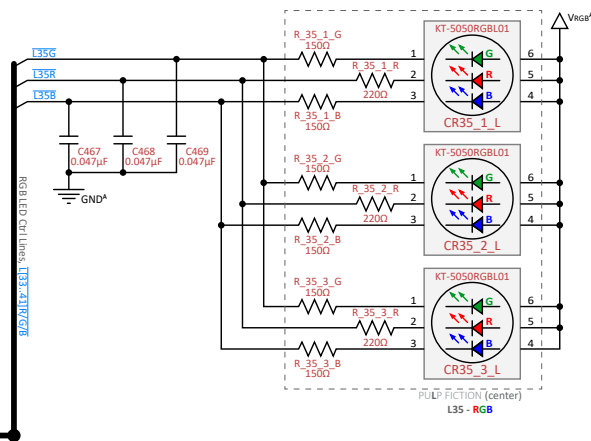 L35G
L35R
L35B
C467
0.047µF
C468
0.047µF
C469
0.047µF
GNDᴬ
RGB LED Ctrl Lines, L[33..41]R/G/B
R_35_1_G
150Ω
R_35_1_R
220Ω
R_35_1_B
150Ω
1
2
3
KT-5050RGBL01
G
R
B
CR35_1_L
6
5
4
VRGBᴬ
R_35_2_G
150Ω
R_35_2_R
220Ω
R_35_2_B
150Ω
1
2
3
KT-5050RGBL01
G
R
B
CR35_2_L
6
5
4
R_35_3_G
150Ω
R_35_3_R
220Ω
R_35_3_B
150Ω
1
2
3
KT-5050RGBL01
G
R
B
CR35_3_L
6
5
4
PULP FICTION (center)
L35 - RGB